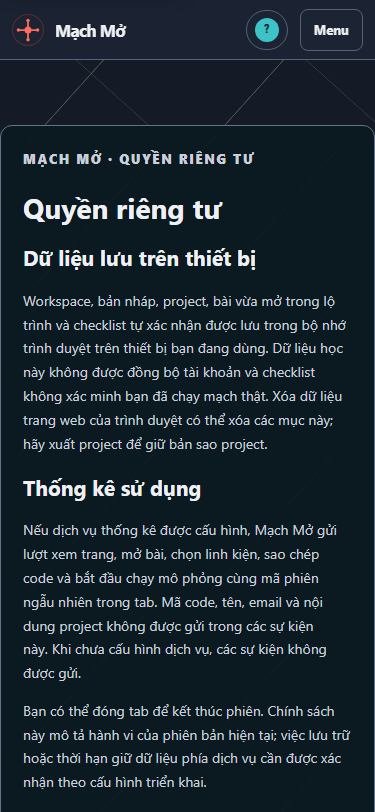 Mạch Mở
?
Menu
MẠCH MỞ · QUYỀN RIÊNG TƯ
Quyền riêng tư
Dữ liệu lưu trên thiết bị
Workspace, bản nháp, project, bài vừa mở trong lộ
trình và checklist tự xác nhận được lưu trong bộ nhớ
trình duyệt trên thiết bị bạn đang dùng. Dữ liệu học
này không được đồng bộ tài khoản và checklist
không xác minh bạn đã chạy mạch thật. Xóa dữ liệu
trang web của trình duyệt có thể xóa các mục này;
hãy xuất project để giữ bản sao project.
Thống kê sử dụng
Nếu dịch vụ thống kê được cấu hình, Mạch Mở gửi
lượt xem trang, mở bài, chọn linh kiện, sao chép
code và bắt đầu chạy mô phỏng cùng mã phiên
ngẫu nhiên trong tab. Mã code, tên, email và nội
dung project không được gửi trong các sự kiện
này. Khi chưa cấu hình dịch vụ, các sự kiện không
được gửi.
Bạn có thể đóng tab để kết thúc phiên. Chính sách
này mô tả hành vi của phiên bản hiện tại; việc lưu trữ
hoặc thời hạn giữ dữ liệu phía dịch vụ cần được xác
nhận theo cấu hình triển khai.